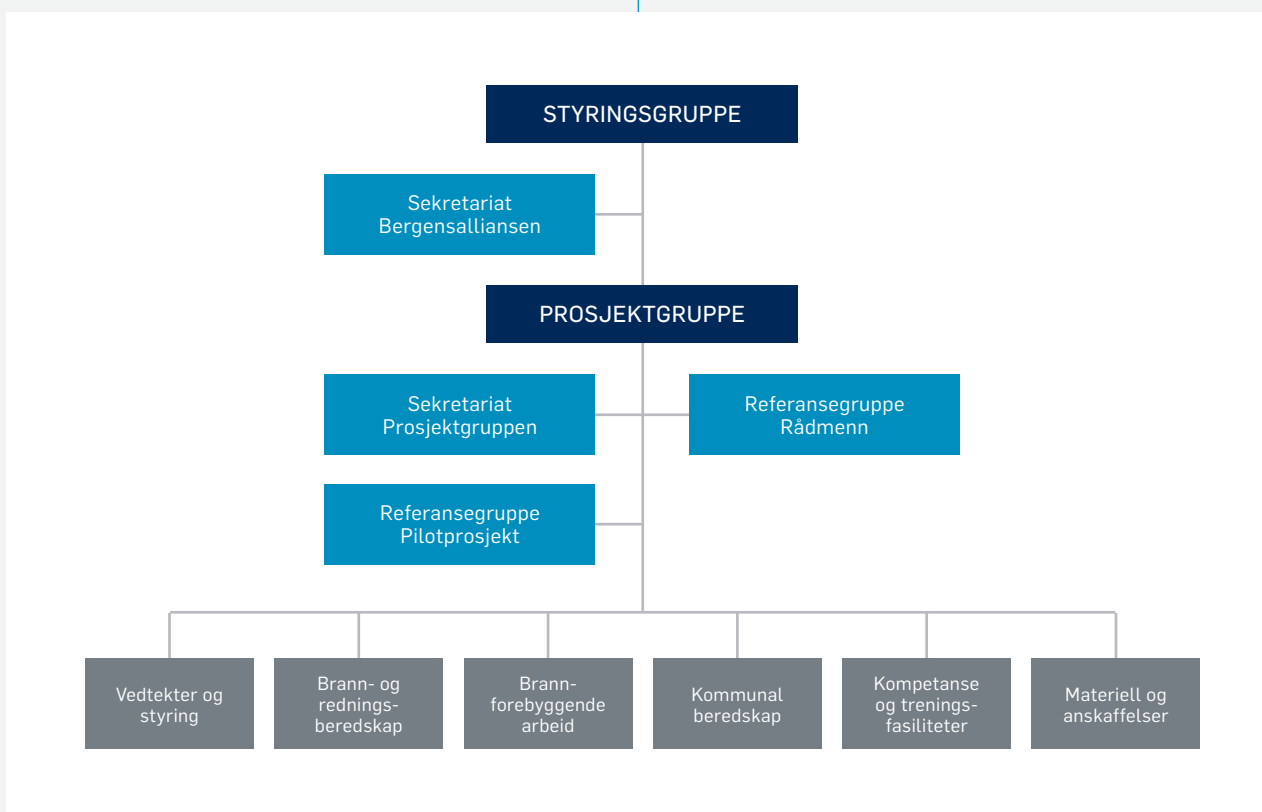 STYRINGSGRUPPE
Sekretariat
Bergensalliansen
PROSJEKTGRUPPE
Sekretariat
Prosjektgruppen
Referansegruppe
Rådmenn
Referansegruppe
Pilotprosjekt
Vedtekter og
styring
Brann- og
rednings-
beredskap
Brann-
forebyggende
arbeid
Kommunal
beredskap
Kompetanse
og trenings-
fasiliteter
Materiell og
anskaffelser